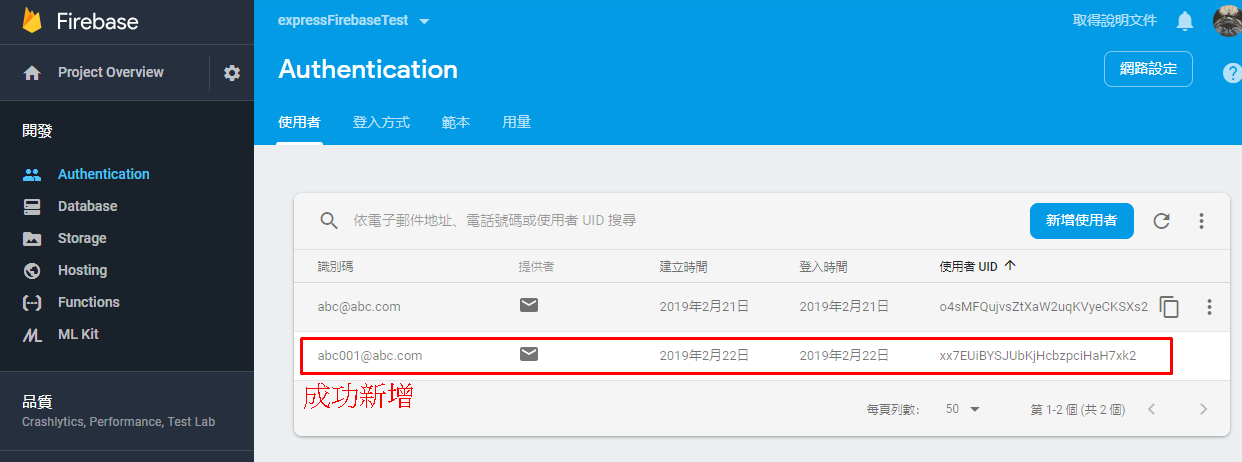 Firebase
expressFirebaseTest
取得說明文件
Project Overview
Authentication
網路設定
開發
使用者 登入方式 範本 用量
Authentication
Database
Storage
Hosting
Functions
ML Kit
品質
Crashlytics, Performance, Test Lab
依電子郵件地址、電話號碼或使用者 UID 搜尋
新增使用者
識別碼 提供者 建立時間 登入時間 使用者 UID
abc@abc.com 2019年2月21日 2019年2月21日 o4sMFQujvsZtXaW2uqKVyeCKSXs2
abc001@abc.com 2019年2月22日 2019年2月22日 xx7EUiBYSJUbKjHcbzpciHaH7xk2
成功新增
每頁列數: 50 第 1-2 個 (共 2 個)